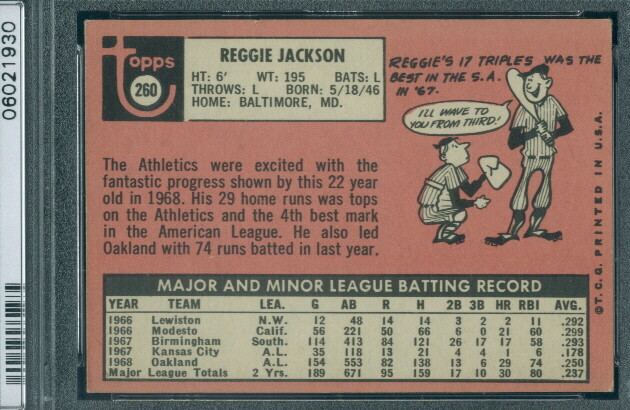 06021930
topps
260
REGGIE JACKSON
HT: 6' WT: 195 BATS: L
THROWS: L BORN: 5/18/46
HOME: BALTIMORE, MD.
REGGIE'S 17 TRIPLES WAS THE
BEST IN THE S.A.
IN '67.
I'LL WAVE TO
YOU FROM THIRD!
The Athletics were excited with the
fantastic progress shown by this 22 year
old in 1968. His 29 home runs was tops
on the Athletics and the 4th best mark
in the American League. He also led
Oakland with 74 runs batted in last year.
©T.C.G. PRINTED IN U.S.A.
MAJOR AND MINOR LEAGUE BATTING RECORD
YEAR TEAM LEA. G AB R H 2B 3B HR RBI AVG.
1966 Lewiston N.W. 12 48 14 14 3 2 2 11 .292
1966 Modesto Calif. 56 221 50 66 6 0 21 60 .299
1967 Birmingham South. 114 413 84 121 26 17 17 58 .293
1967 Kansas City A.L. 35 118 13 21 4 4 1 6 .178
1968 Oakland A.L. 154 553 82 138 13 6 29 74 .250
Major League Totals 2 Yrs. 189 671 95 159 17 10 30 80 .237